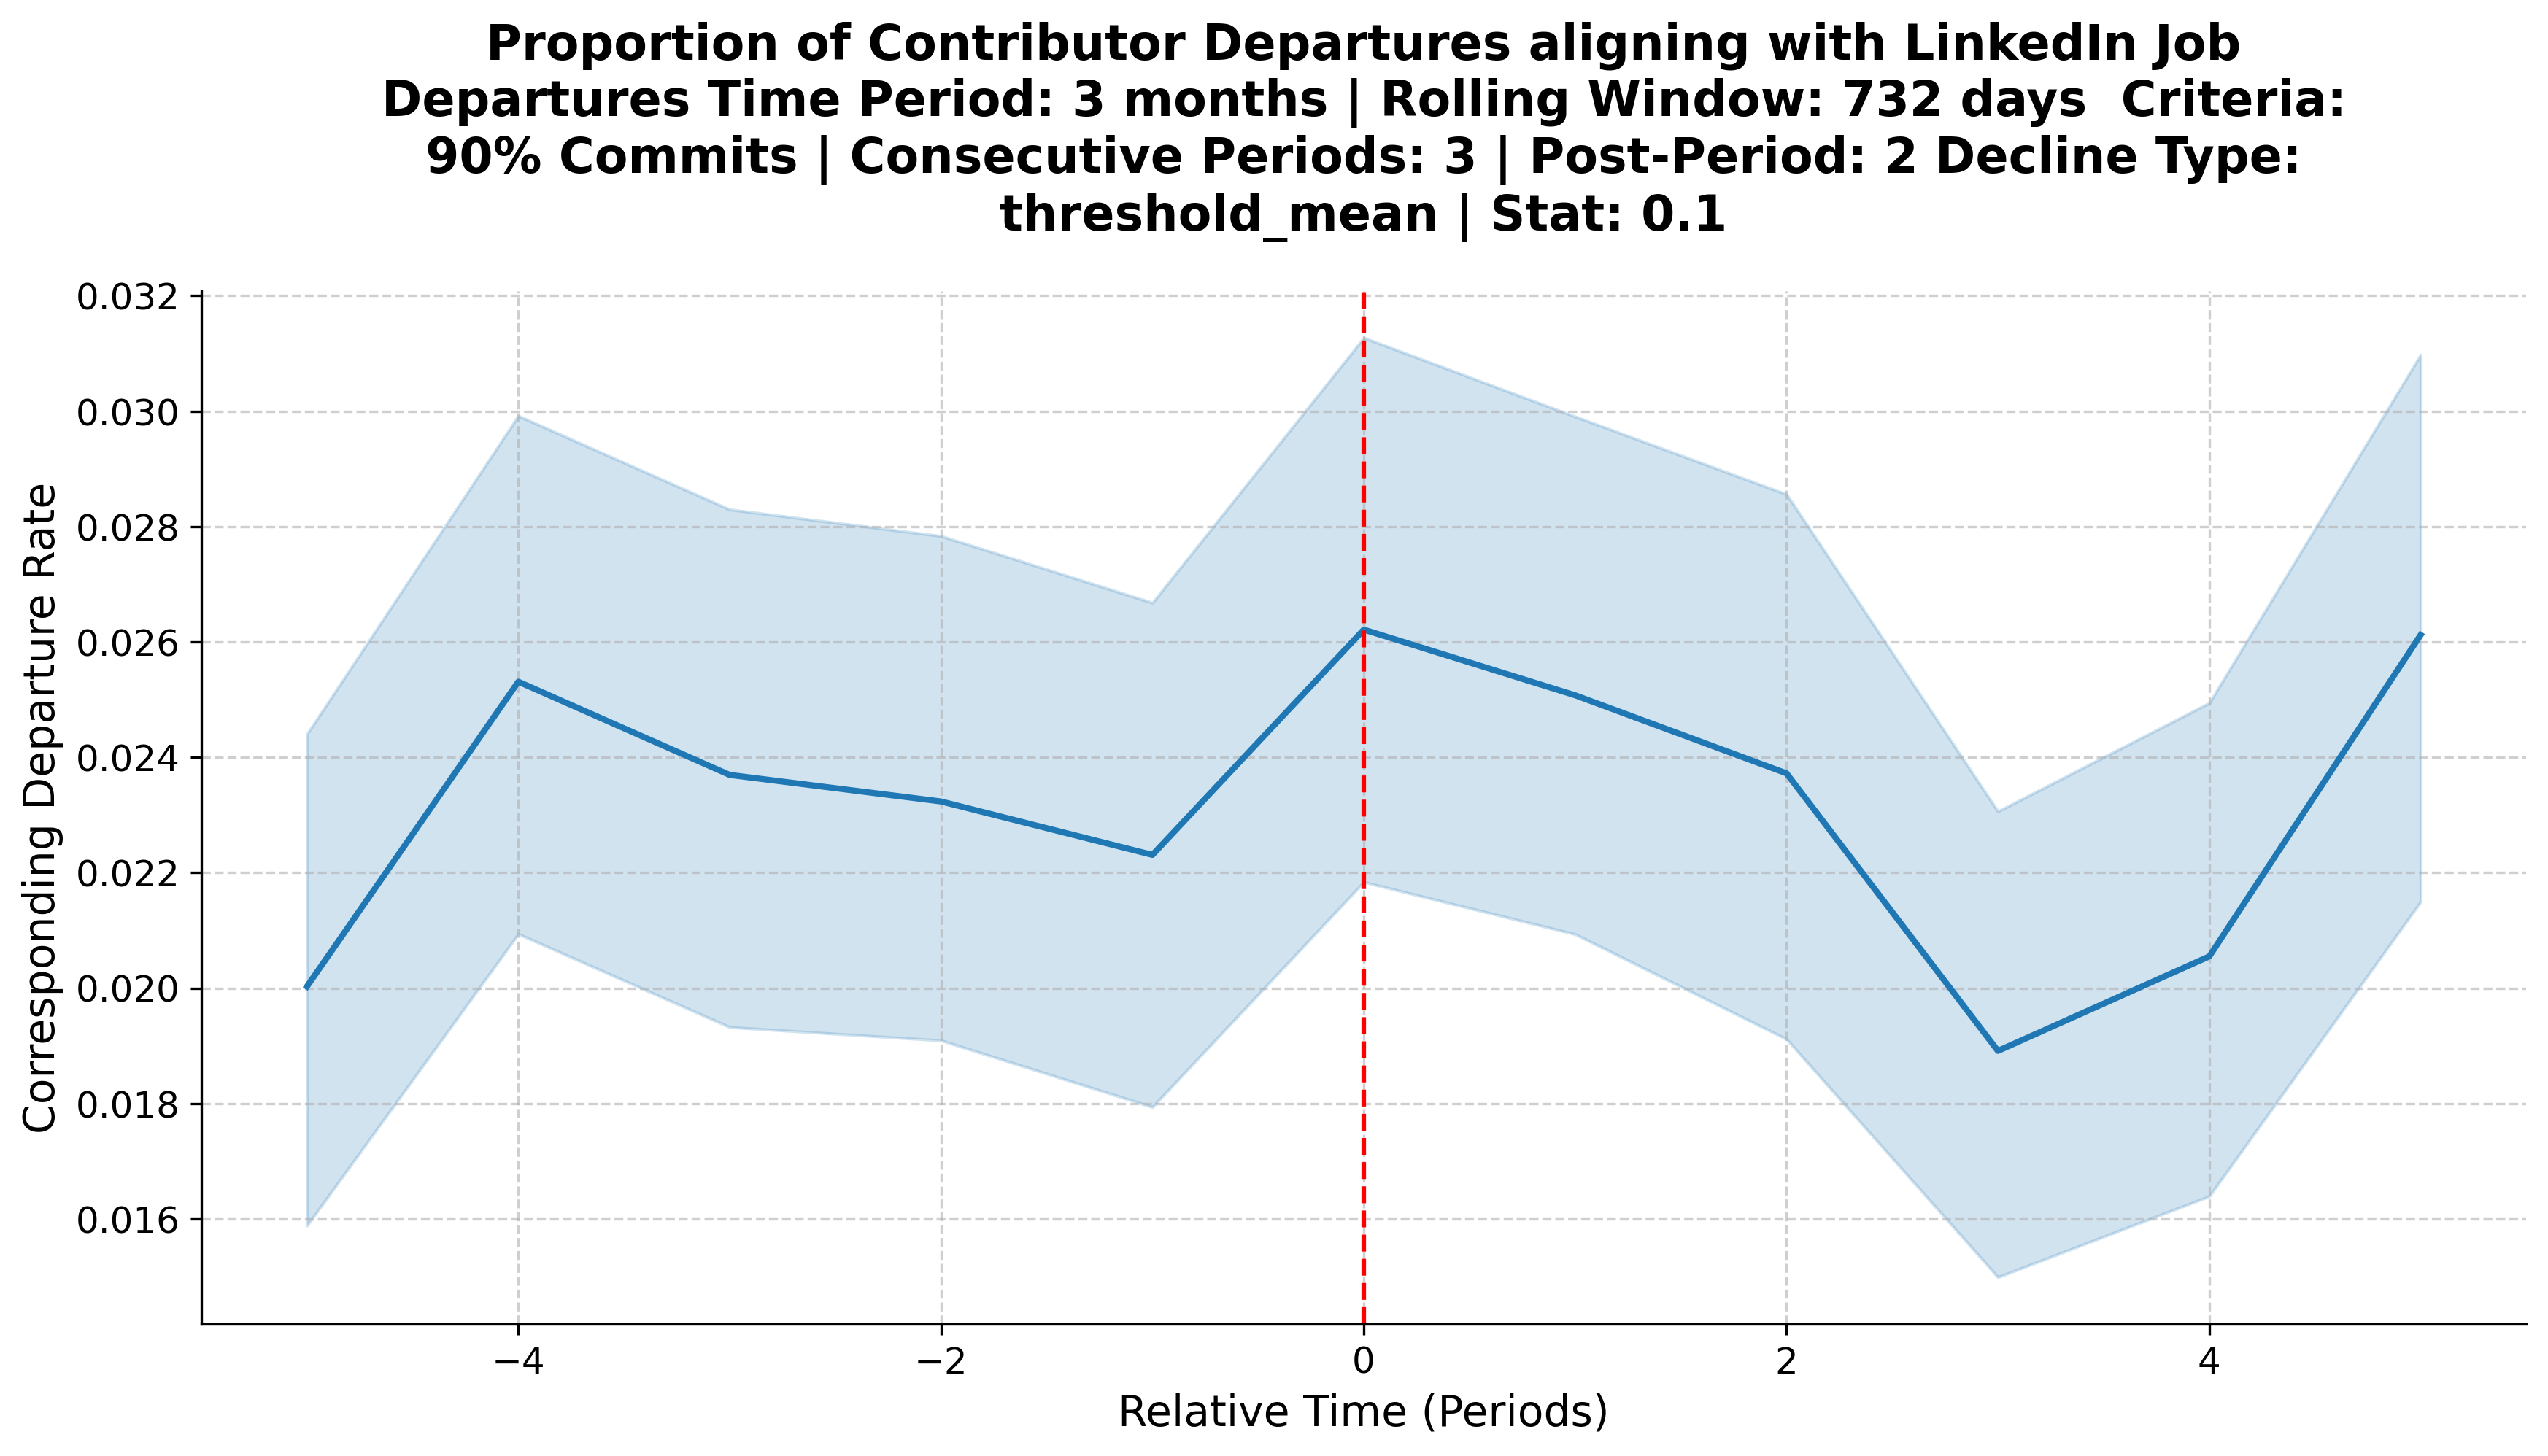 Proportion of Contributor Departures aligning with LinkedIn Job
Departures Time Period: 3 months | Rolling Window: 732 days  Criteria:
90% Commits | Consecutive Periods: 3 | Post-Period: 2 Decline Type:
threshold_mean | Stat: 0.1
Corresponding Departure Rate
0.032
0.030
0.028
0.026
0.024
0.022
0.020
0.018
0.016
−4
−2
0
2
4
Relative Time (Periods)